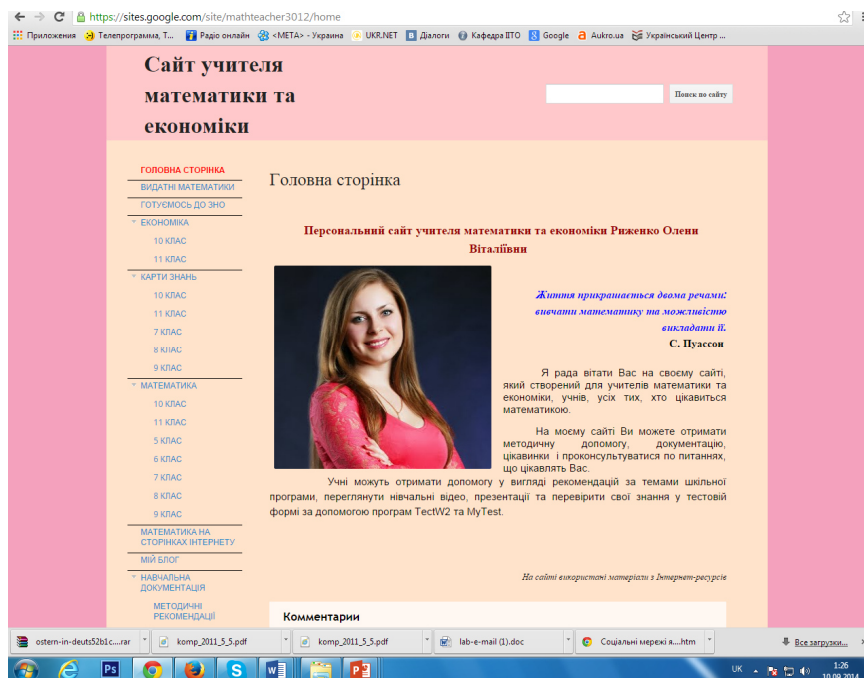 https://sites.google.com/site/mathteacher3012/home
Приложения Телепрограмма, Т... Радіо онлайн <META> - Украина UKR.NET Діалоги Кафедра ІІТО Google Aukro.ua Український Центр ...
Сайт учителя
математики та
економіки
Поиск по сайту
ГОЛОВНА СТОРІНКА
ВИДАТНІ МАТЕМАТИКИ
ГОТУЄМОСЬ ДО ЗНО
ЕКОНОМІКА
10 КЛАС
11 КЛАС
КАРТИ ЗНАНЬ
10 КЛАС
11 КЛАС
7 КЛАС
8 КЛАС
9 КЛАС
МАТЕМАТИКА
10 КЛАС
11 КЛАС
5 КЛАС
6 КЛАС
7 КЛАС
8 КЛАС
9 КЛАС
МАТЕМАТИКА НА
СТОРІНКАХ ІНТЕРНЕТУ
МІЙ БЛОГ
НАВЧАЛЬНА
ДОКУМЕНТАЦІЯ
МЕТОДИЧНІ
РЕКОМЕНДАЦІЇ
Головна сторінка
Персональний сайт учителя математики та економіки Риженко Олени
Віталіївни
Життя прикрашається двома речами:
вивчати математику та можливістю
викладати її.
С. Пуассон
Я рада вітати Вас на своєму сайті,
який створений для учителів математики та
економіки, учнів, усіх тих, хто цікавиться
математикою.
На моєму сайті Ви можете отримати
методичну допомогу, документацію,
цікавинки і проконсультуватися по питаннях,
що цікавлять Вас.
Учні можуть отримати допомогу у вигляді рекомендацій за темами шкільної
програми, переглянути нівчальні відео, презентації та перевірити свої знання у тестовій
формі за допомогою програм TectW2 та MyTest.
На сайті використані матеріали з Інтернет-ресурсів
Комментарии
ostern-in-deuts52b1c....rar komp_2011_5_5.pdf komp_2011_5_5.pdf lab-e-mail (1).doc Соціальні мережі я....htm Все загрузки...
UK 1:26
10.09.2014